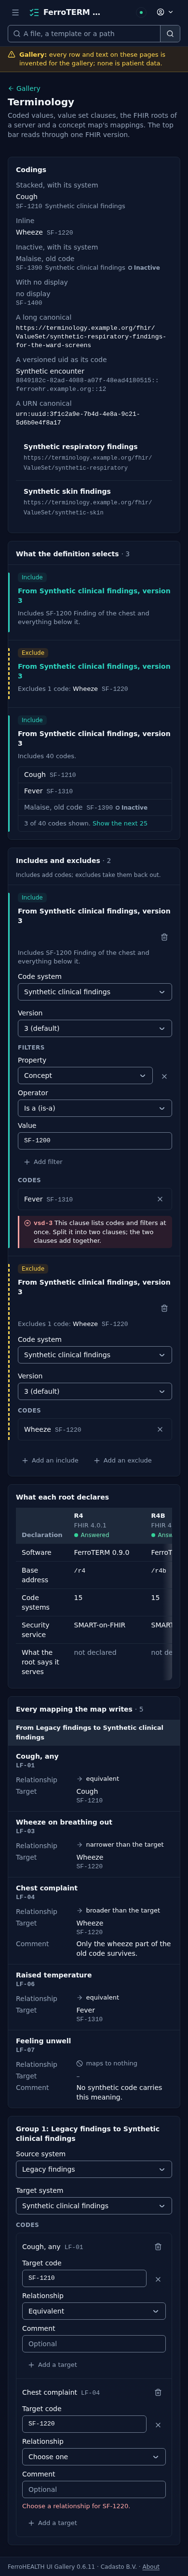 FerroTERM …
A file, a template or a path
Gallery: every row and text on these pages is
invented for the gallery; none is patient data.
← Gallery
Terminology
Coded values, value set clauses, the FHIR roots of
a server and a concept map's mappings. The top
bar reads through one FHIR version.
Codings
Stacked, with its system
Cough
SF-1210 Synthetic clinical findings
Inline
Wheeze SF-1220
Inactive, with its system
Malaise, old code
SF-1390 Synthetic clinical findings Inactive
With no display
no display
SF-1400
A long canonical
https://terminology.example.org/fhir/
ValueSet/synthetic-respiratory-findings-
for-the-ward-screens
A versioned uid as its code
Synthetic encounter
A URN canonical
Synthetic respiratory findings
https://terminology.example.org/fhir/
ValueSet/synthetic-respiratory
Synthetic skin findings
https://terminology.example.org/fhir/
ValueSet/synthetic-skin
What the definition selects · 3
Include
From Synthetic clinical findings, version
3
Includes SF-1200 Finding of the chest and
everything below it.
Exclude
From Synthetic clinical findings, version
3
Excludes 1 code: Wheeze SF-1220
Include
From Synthetic clinical findings, version
3
Includes 40 codes.
Cough SF-1210
Fever SF-1310
Malaise, old code SF-1390 Inactive
3 of 40 codes shown. Show the next 25
Includes and excludes · 2
Includes add codes; excludes take them back out.
Include
From Synthetic clinical findings, version
3
Includes SF-1200 Finding of the chest and
everything below it.
Code system
Synthetic clinical findings
Version
3 (default)
FILTERS
Property
Concept
Operator
Is a (is-a)
Value
SF-1200
+ Add filter
CODES
Fever SF-1310
vsd-3 This clause lists codes and filters at
once. Split it into two clauses; the two
clauses add together.
Exclude
From Synthetic clinical findings, version
3
Excludes 1 code: Wheeze SF-1220
Code system
Synthetic clinical findings
Version
3 (default)
CODES
Wheeze SF-1220
+ Add an include + Add an exclude
What each root declares
R4 R4B
FHIR 4.0.1 FHIR 4
Declaration Answered Answ
Software FerroTERM 0.9.0 FerroT
Base
address /r4 /r4b
Code
systems 15 15
Security
service SMART-on-FHIR SMAR
What the
root says it
serves not declared not de
Every mapping the map writes · 5
From Legacy findings to Synthetic clinical
findings
Cough, any
LF-01
Relationship → equivalent
Target Cough
SF-1210
Wheeze on breathing out
LF-03
Relationship → narrower than the target
Target Wheeze
SF-1220
Chest complaint
LF-04
Relationship → broader than the target
Target Wheeze
SF-1220
Comment Only the wheeze part of the
old code survives.
Raised temperature
LF-06
Relationship → equivalent
Target Fever
SF-1310
Feeling unwell
LF-07
Relationship maps to nothing
Target –
Comment No synthetic code carries
this meaning.
Group 1: Legacy findings to Synthetic
clinical findings
Source system
Legacy findings
Target system
Synthetic clinical findings
CODES
Cough, any LF-01
Target code
SF-1210
Relationship
Equivalent
Comment
Optional
+ Add a target
Chest complaint LF-04
Target code
SF-1220
Relationship
Choose one
Comment
Optional
Choose a relationship for SF-1220.
+ Add a target
FerroHEALTH UI Gallery 0.6.11 · Cadasto B.V. · About